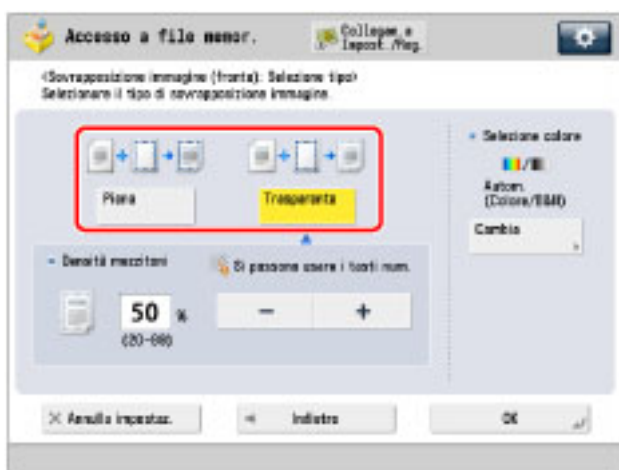 Accesso a file memor.
Collegam. a
Impost./Reg.
<Sovrapposizione immagine (fronte): Selezione tipo>
Selezionare il tipo di sovrapposizione immagine.
Piena
Trasparente
Selezione colore
Autom.
(Colore/B&N)
Cambia
Densità mezzitoni
Si possono usare i tasti num.
50 %
− +
(20-80)
Annulla impostaz.
Indietro
OK